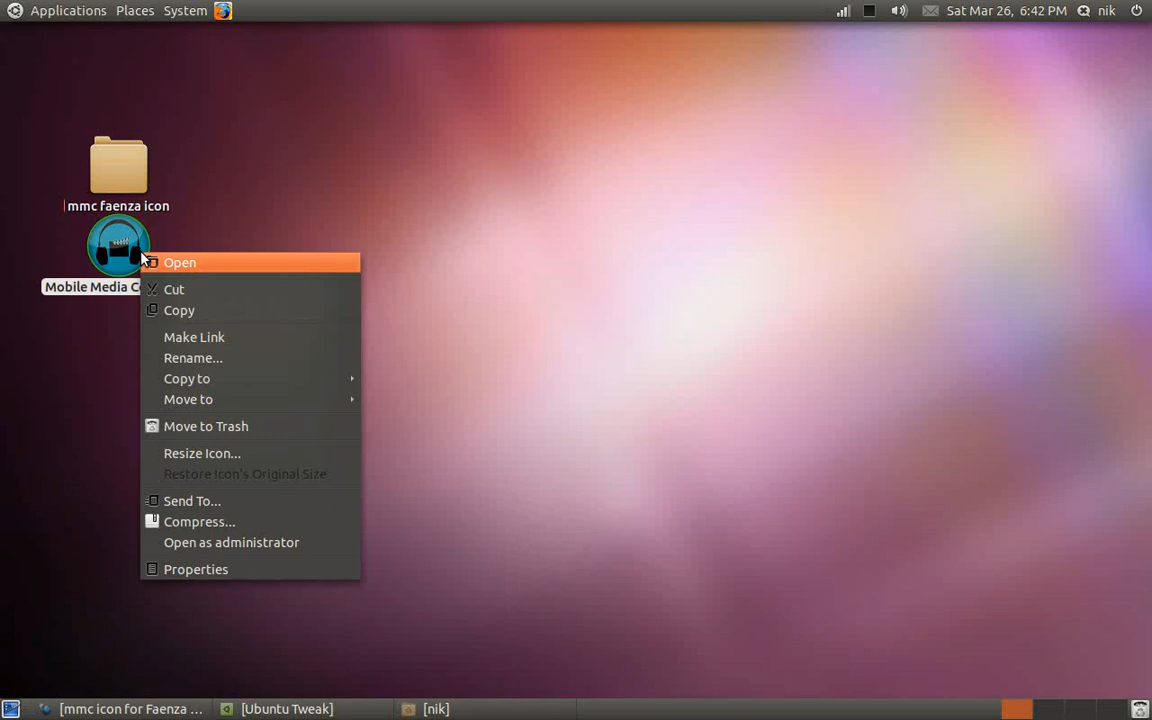 Applications Places System Sat Mar 26, 6:42 PM nik
mmc faenza icon
Mobile Media C
Open
Cut
Copy
Make Link
Rename...
Copy to
Move to
Move to Trash
Resize Icon...
Restore Icon's Original Size
Send To...
Compress...
Open as administrator
Properties
[mmc icon for Faenza ... [Ubuntu Tweak] [nik]